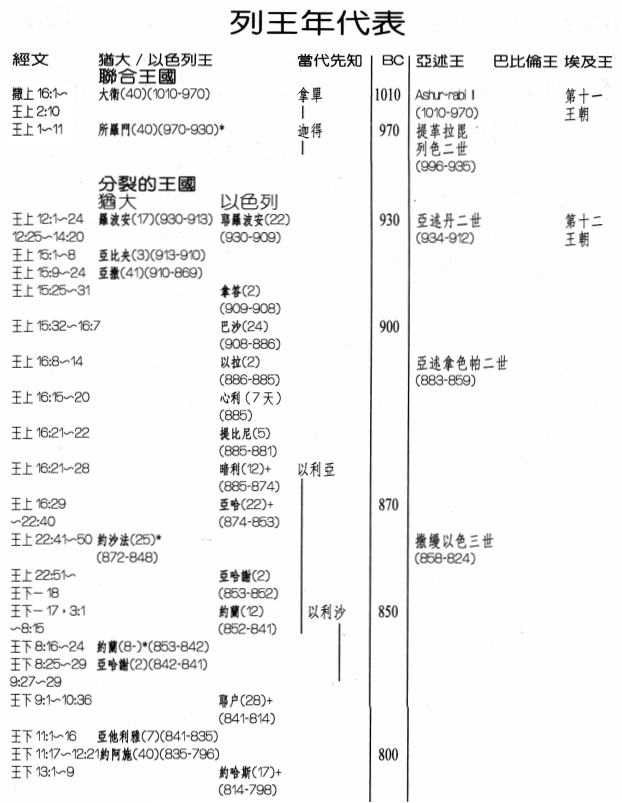 列王年代表
經文 猶大 / 以色列王 當代先知 BC 亞述王 巴比倫王 埃及王
聯合王國
撒上 16:1~ 大衛(40)(1010-970) 拿單 1010 Ashur-rabi I 第十一
王上 2:10 (1010-970) 王朝
王上 1~11 所羅門(40)(970-930)* 迦得 970 提革拉毘
列色二世
(996-935)
分裂的王國
猶大 以色列
王上 12:1~24 羅波安(17)(930-913) 耶羅波安(22) 930 亞述丹二世 第十二
12:25~14:20 (930-909) (934-912) 王朝
王上 15:1~8 亞比央(3)(913-910)
王上 15:9~24 亞撒(41)(910-869)
王上 15:25~31 拿答(2)
(909-908)
王上 15:32~16:7 巴沙(24) 900
(908-886)
王上 16:8~14 以拉(2) 亞述拿色帕二世
(886-885) (883-859)
王上 16:15~20 心利 (7 天)
(885)
王上 16:21~22 提比尼(5)
(885-881)
王上 16:21~28 暗利(12)+ 以利亞
(885-874)
王上 16:29 亞哈(22)+ 870
~22:40 (874-853)
王上 22:41~50 約沙法(25)* 撒縵以色三世
(872-848) (858-824)
王上 22:51~ 亞哈謝(2)
王下一 18 (853-852)
王下一 17，3:1 約蘭(12) 以利沙 850
~8:15 (852-841)
王下 8:16~24 約蘭(8-)*(853-842)
王下 8:25~29 亞哈謝(2)(842-841)
9:27~29
王下 9:1~10:36 耶户(28)+
(841-814)
王下 11:1~16 亞他利雅(7)(841-835)
王下 11:17~12:21約阿施(40)(835-796) 800
王下 13:1~9 約哈斯(17)+
(814-798)